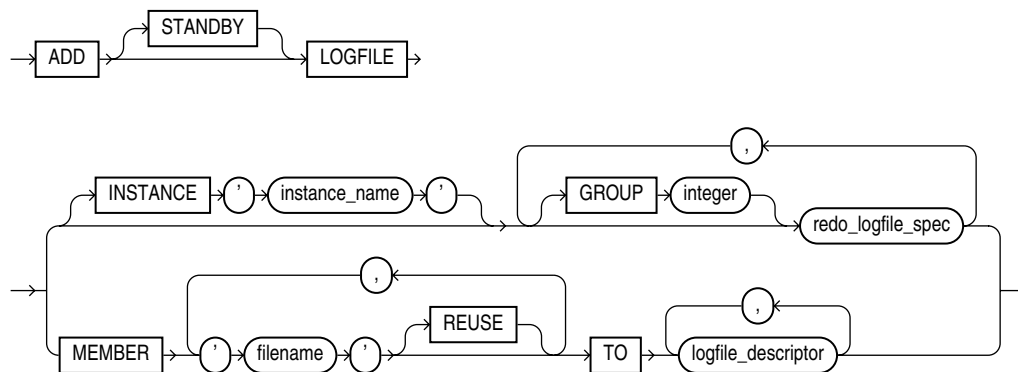 STANDBY
ADD LOGFILE
,
INSTANCE ’ instance_name ’ GROUP integer
redo_logfile_spec
, ,
REUSE
MEMBER ’ filename ’ TO logfile_descriptor